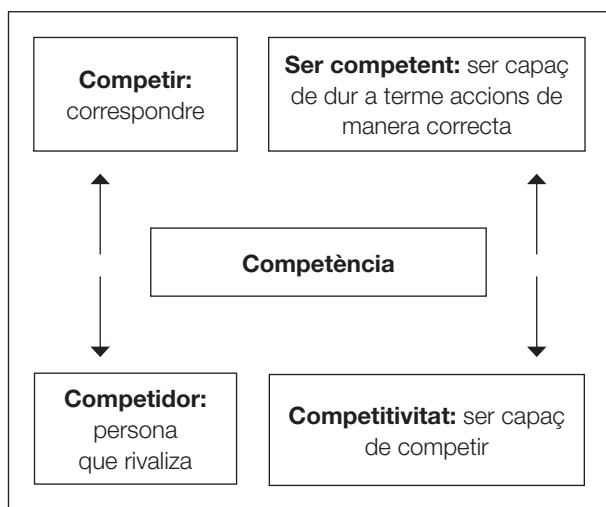 Competir:
correspondre
Ser competent: ser capaç
de dur a terme accions de
manera correcta
Competència
Competidor:
persona
que rivaliza
Competitivitat: ser capaç
de competir